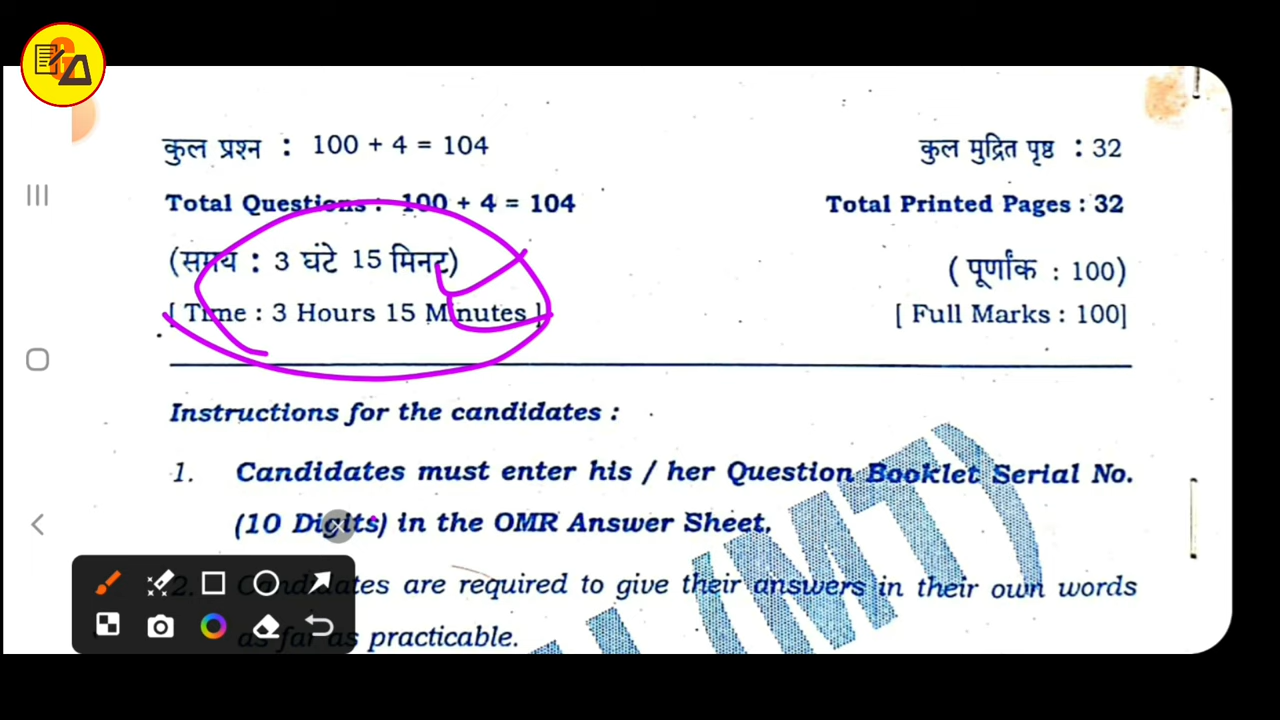 कुल प्रश्न : 100 + 4 = 104
कुल मुद्रित पृष्ठ : 32
Total Questions : 100 + 4 = 104
Total Printed Pages : 32
(समय : 3 घंटे 15 मिनट)
( पूर्णांक : 100)
[ Time : 3 Hours 15 Minutes ]
[ Full Marks : 100]
Instructions for the candidates :
1. Candidates must enter his / her Question Booklet Serial No.
(10 Digits) in the OMR Answer Sheet.
2. Candidates are required to give their answers in their own words
as far as practicable.